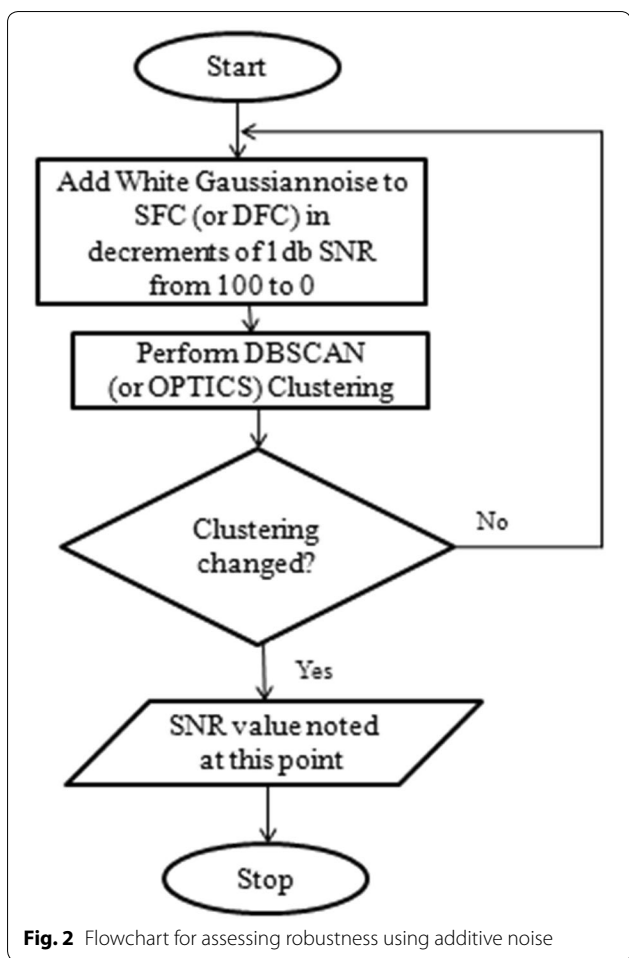 Start
Add White Gaussiannoise to
SFC (or DFC) in
decrements of 1db SNR
from 100 to 0
Perform DBSCAN
(or OPTICS) Clustering
Clustering
changed?
No
Yes
SNR value noted
at this point
Stop
Fig. 2 Flowchart for assessing robustness using additive noise